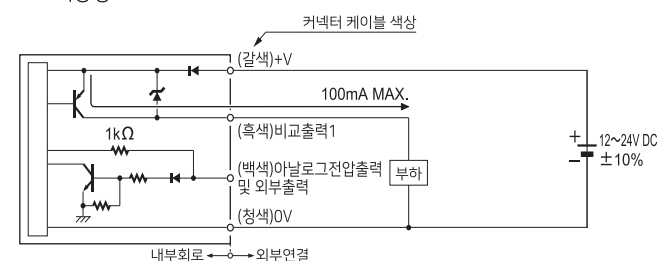 커넥터 케이블 색상
(갈색)+V
100mA MAX.
(흑색)비교출력1
1kΩ
(백색)아날로그전압출력
및 외부출력
부하
+ 12~24V DC
- ±10%
(청색)0V
내부회로 외부연결